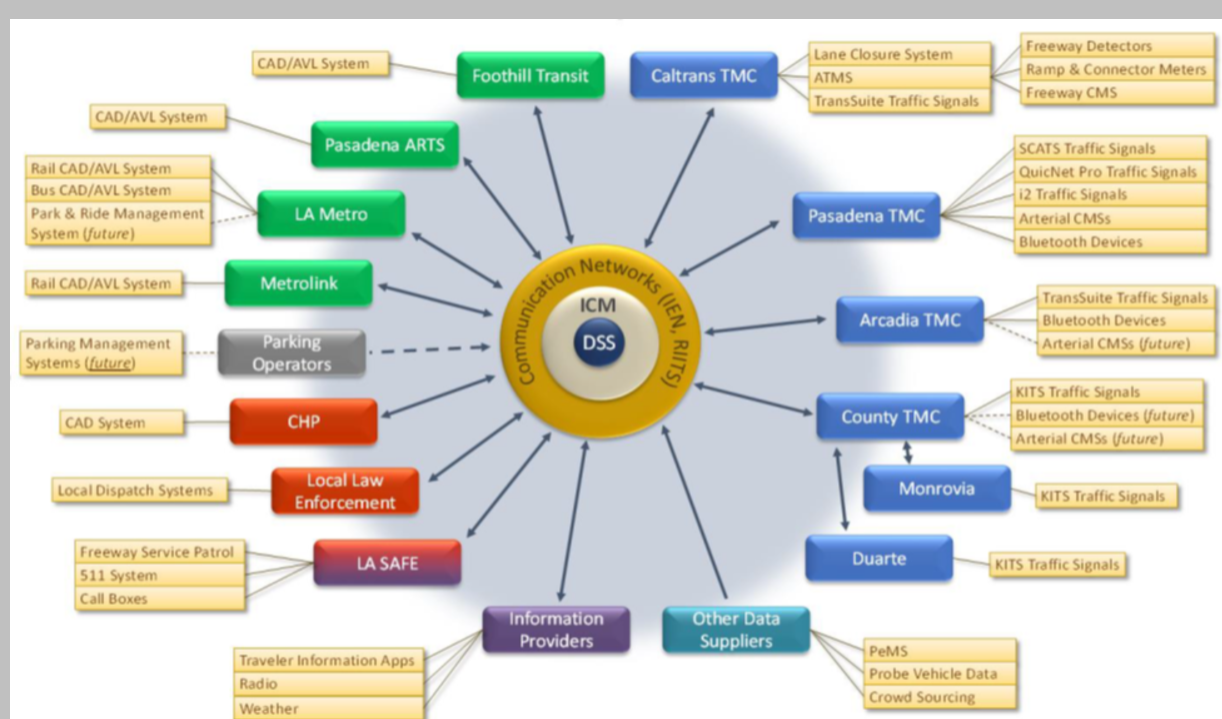 CAD/AVL System
Foothill Transit
Caltrans TMC
Lane Closure System
ATMS
TransSuite Traffic Signals
Freeway Detectors
Ramp & Connector Meters
Freeway CMS
CAD/AVL System
Pasadena ARTS
Rail CAD/AVL System
Bus CAD/AVL System
Park & Ride Management
System (future)
LA Metro
Pasadena TMC
SCATS Traffic Signals
QuicNet Pro Traffic Signals
i2 Traffic Signals
Arterial CMSs
Bluetooth Devices
Rail CAD/AVL System
Metrolink
Communication Networks (IEN, RIITS)
ICM
DSS
Arcadia TMC
TransSuite Traffic Signals
Bluetooth Devices
Arterial CMSs (future)
Parking Management
Systems (future)
Parking
Operators
CAD System
CHP
County TMC
KITS Traffic Signals
Bluetooth Devices (future)
Arterial CMSs (future)
Local Dispatch Systems
Local Law
Enforcement
Monrovia
KITS Traffic Signals
Freeway Service Patrol
511 System
Call Boxes
LA SAFE
Duarte
KITS Traffic Signals
Information
Providers
Traveler Information Apps
Radio
Weather
Other Data
Suppliers
PeMS
Probe Vehicle Data
Crowd Sourcing